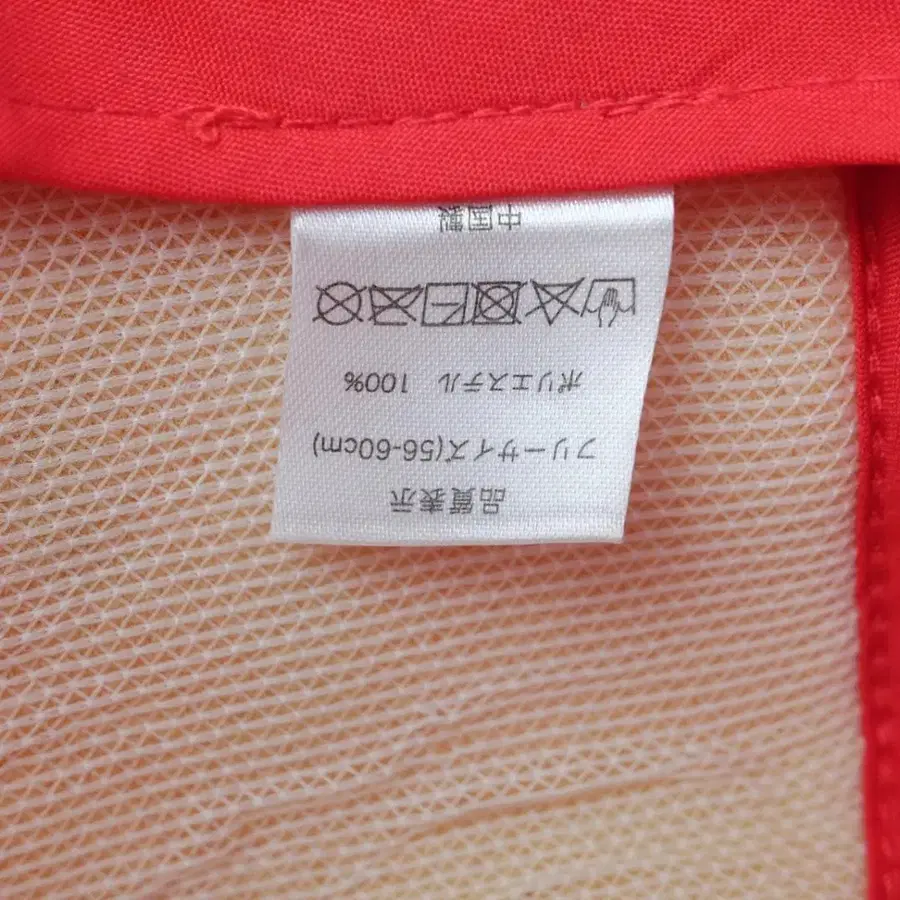 品質表示
フリーサイズ(56-60cm)
ポリエステル 100%
中国製